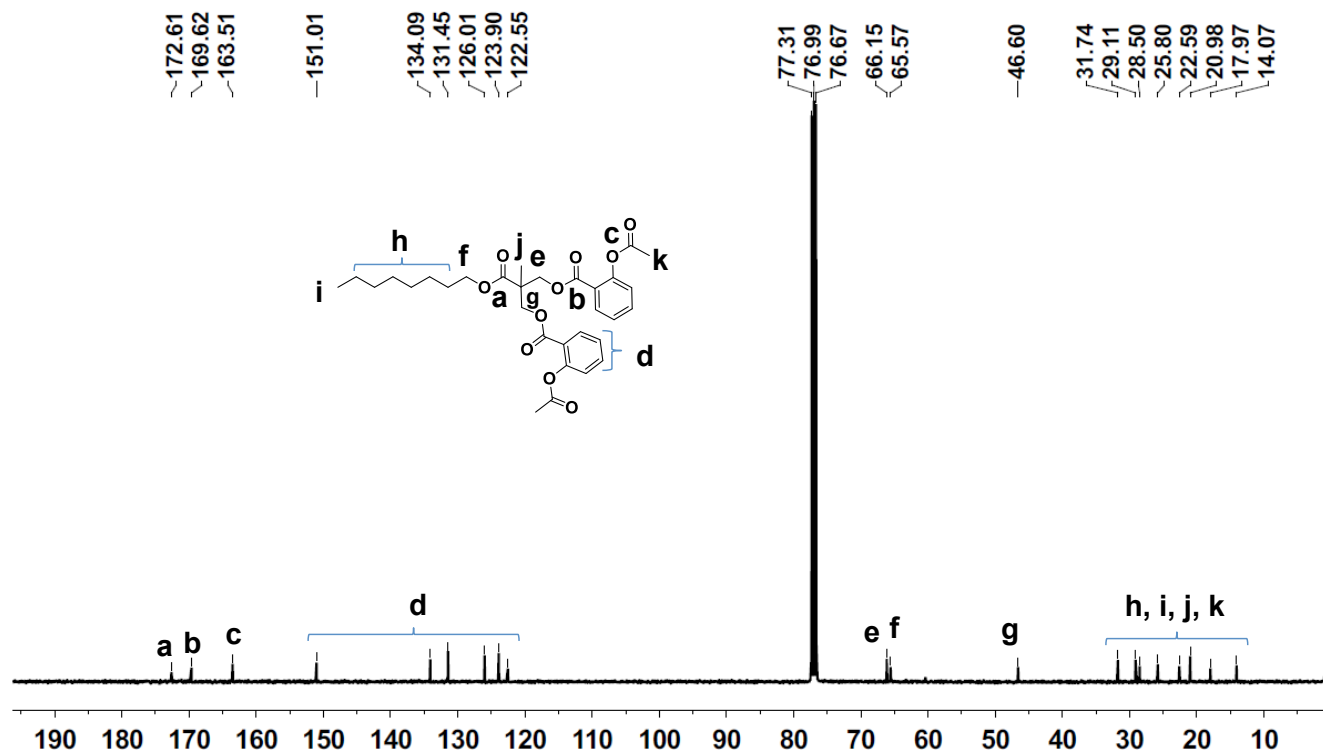 172.61 169.62 163.51 151.01 134.09 131.45 126.01 123.90 122.55 77.31 76.99 76.67 66.15 65.57 46.60 31.74 29.11 28.50 25.80 22.59 20.98 17.97 14.07
O
c
h j e O k
f O O
i O a g O b
O
O d
O
O
O
d h, i, j, k
a b c e f g
190 180 170 160 150 140 130 120 110 100 90 80 70 60 50 40 30 20 10